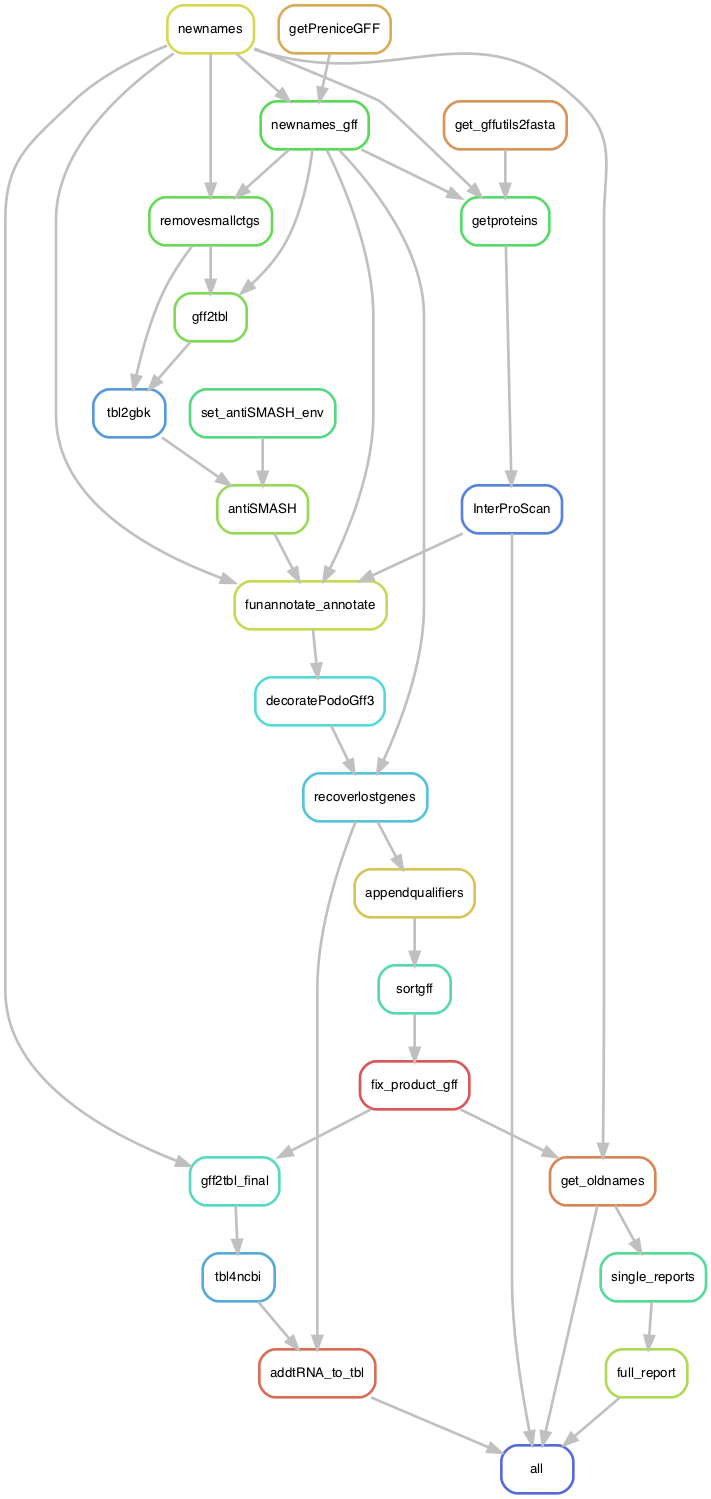 newnames
getPreniceGFF
newnames_gff
get_gffutils2fasta
removesmallctgs
getproteins
gff2tbl
tbl2gbk
set_antiSMASH_env
antiSMASH
InterProScan
funannotate_annotate
decoratePodoGff3
recoverlostgenes
appendqualifiers
sortgff
fix_product_gff
gff2tbl_final
get_oldnames
tbl4ncbi
single_reports
addtRNA_to_tbl
full_report
all